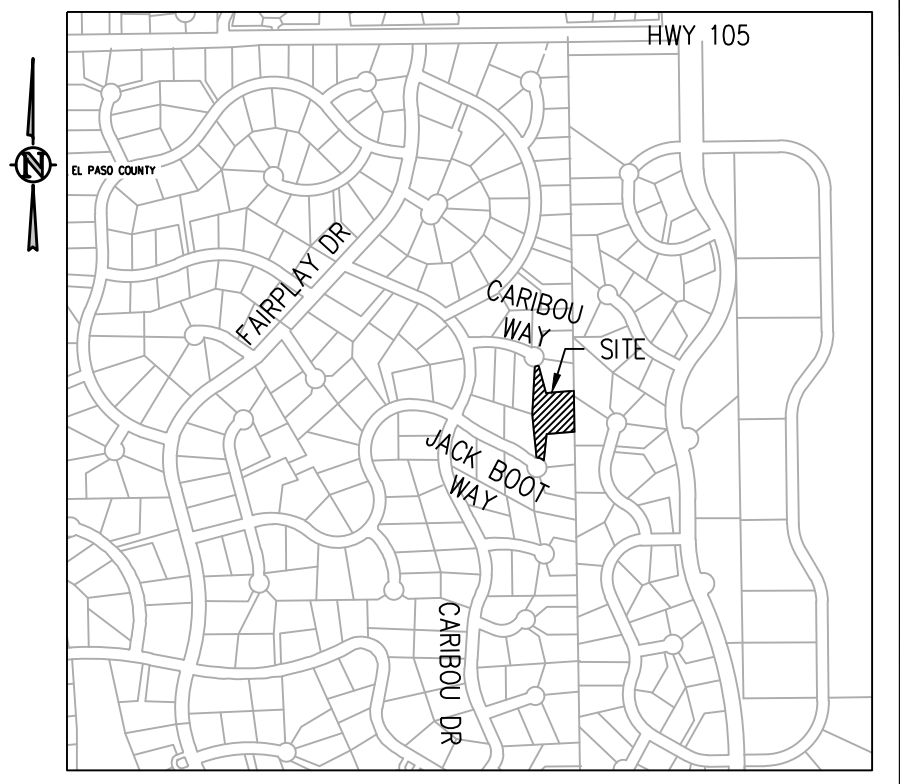 HWY 105
N
EL PASO COUNTY
FAIRPLAY DR
CARIBOU
WAY
SITE
JACK BOOT
WAY
CARIBOU DR